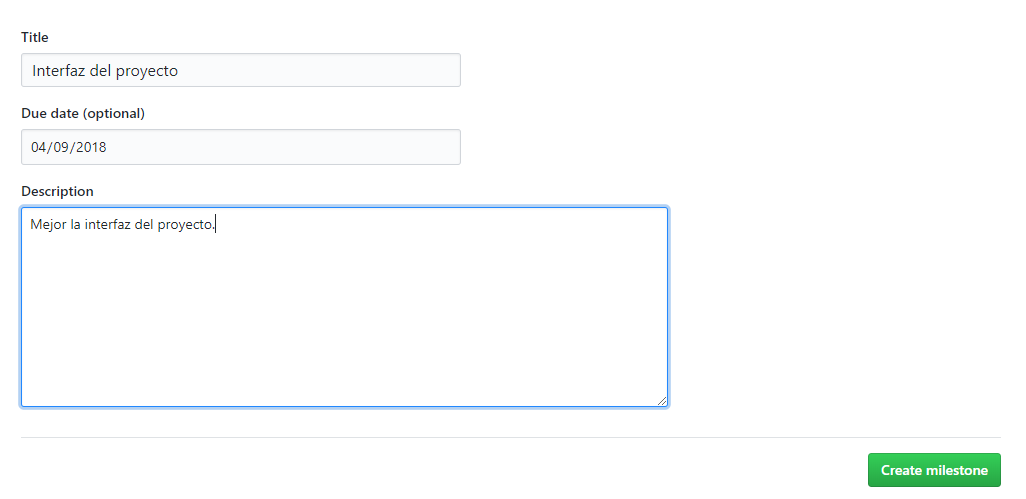 Title
Interfaz del proyecto
Due date (optional)
04/09/2018
Description
Mejor la interfaz del proyecto.
Create milestone